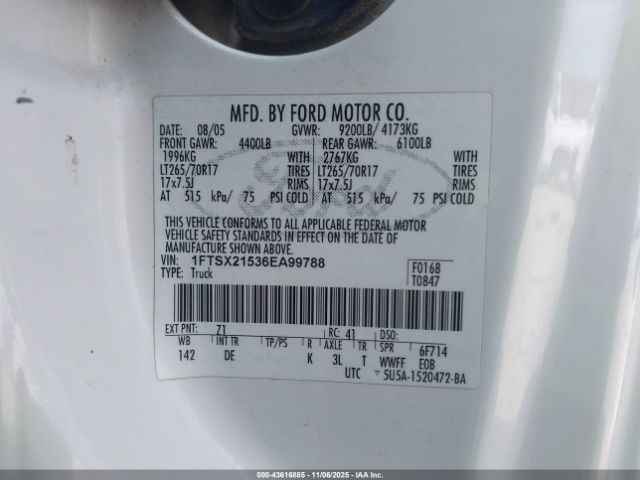 MFD. BY FORD MOTOR CO.
DATE: 08/05 GVWR: 9200LB/ 4173KG
FRONT GAWR: 4400LB REAR GAWR: 6100LB
1996KG WITH 2767KG WITH
LT265/70R17 TIRES LT265/70R17 TIRES
17x7.5J RIMS 17x7.5J RIMS
AT 515 kPa/ 75 PSI COLD AT 515 kPa/ 75 PSI COLD
THIS VEHICLE CONFORMS TO ALL APPLICABLE FEDERAL MOTOR
VEHICLE SAFETY STANDARDS IN EFFECT ON THE DATE OF
MANUFACTURE SHOWN ABOVE.
VIN: 1FTSX21536EA99788 F0168
TYPE: Truck T0847
EXT PNT: Z1 RC: 41 DSO:
WB INT TR TP/PS R AXLE TR SPR 6F714
142 DE K 3L T WWFF EOB
UTC 5U5A-1520472-BA
000-43616885 - 11/06/2025 - IAA Inc.